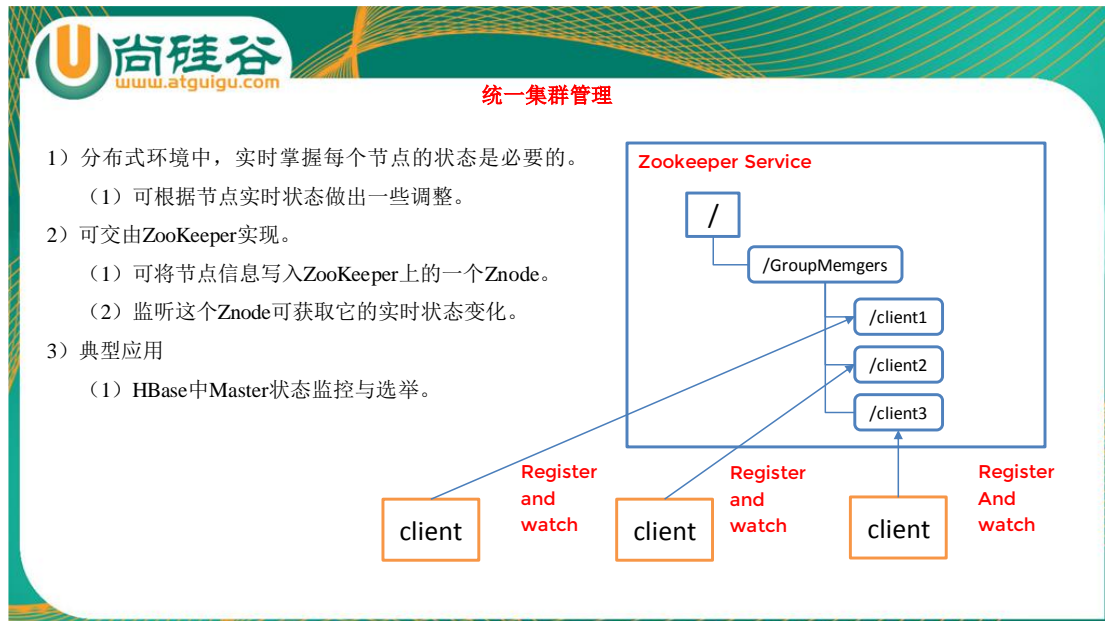 尚硅谷
www.atguigu.com
统一集群管理
1）分布式环境中，实时掌握每个节点的状态是必要的。
（1）可根据节点实时状态做出一些调整。
2）可交由ZooKeeper实现。
（1）可将节点信息写入ZooKeeper上的一个Znode。
（2）监听这个Znode可获取它的实时状态变化。
3）典型应用
（1）HBase中Master状态监控与选举。
Zookeeper Service
/
/GroupMemgers
/client1
/client2
/client3
Register
and
watch
Register
and
watch
Register
And
watch
client
client
client